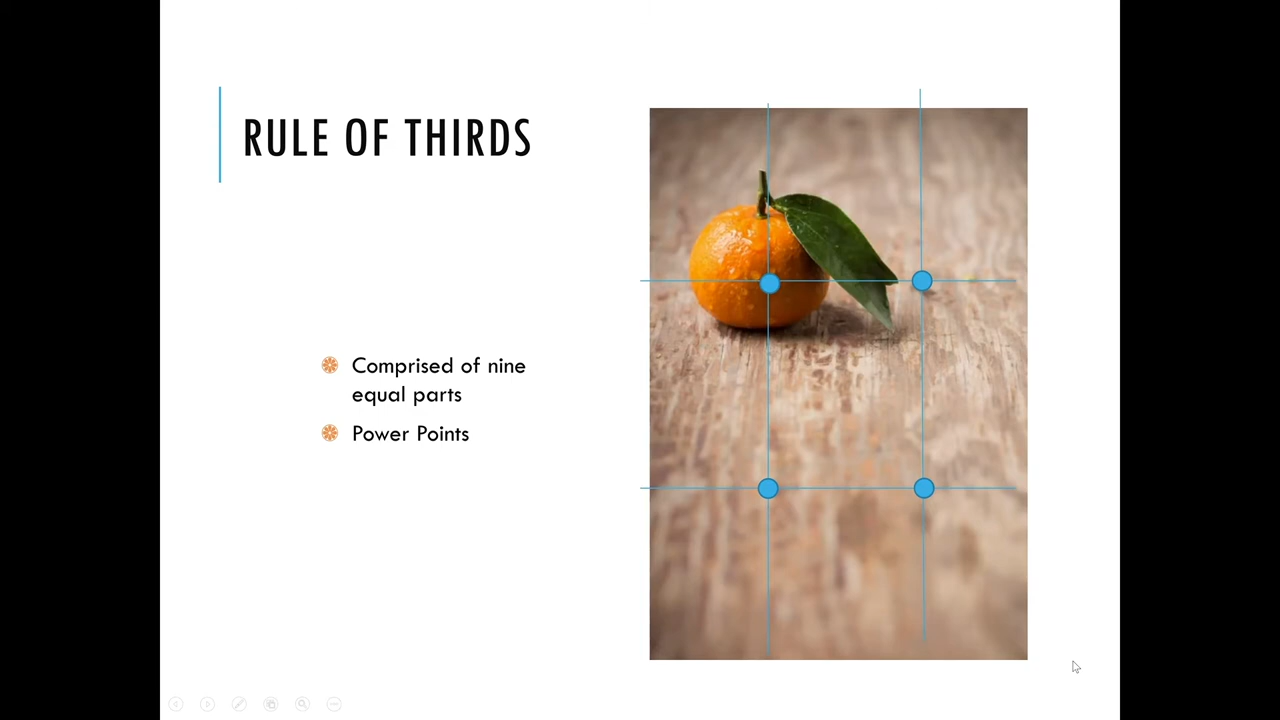 RULE OF THIRDS
Comprised of nine
equal parts
Power Points